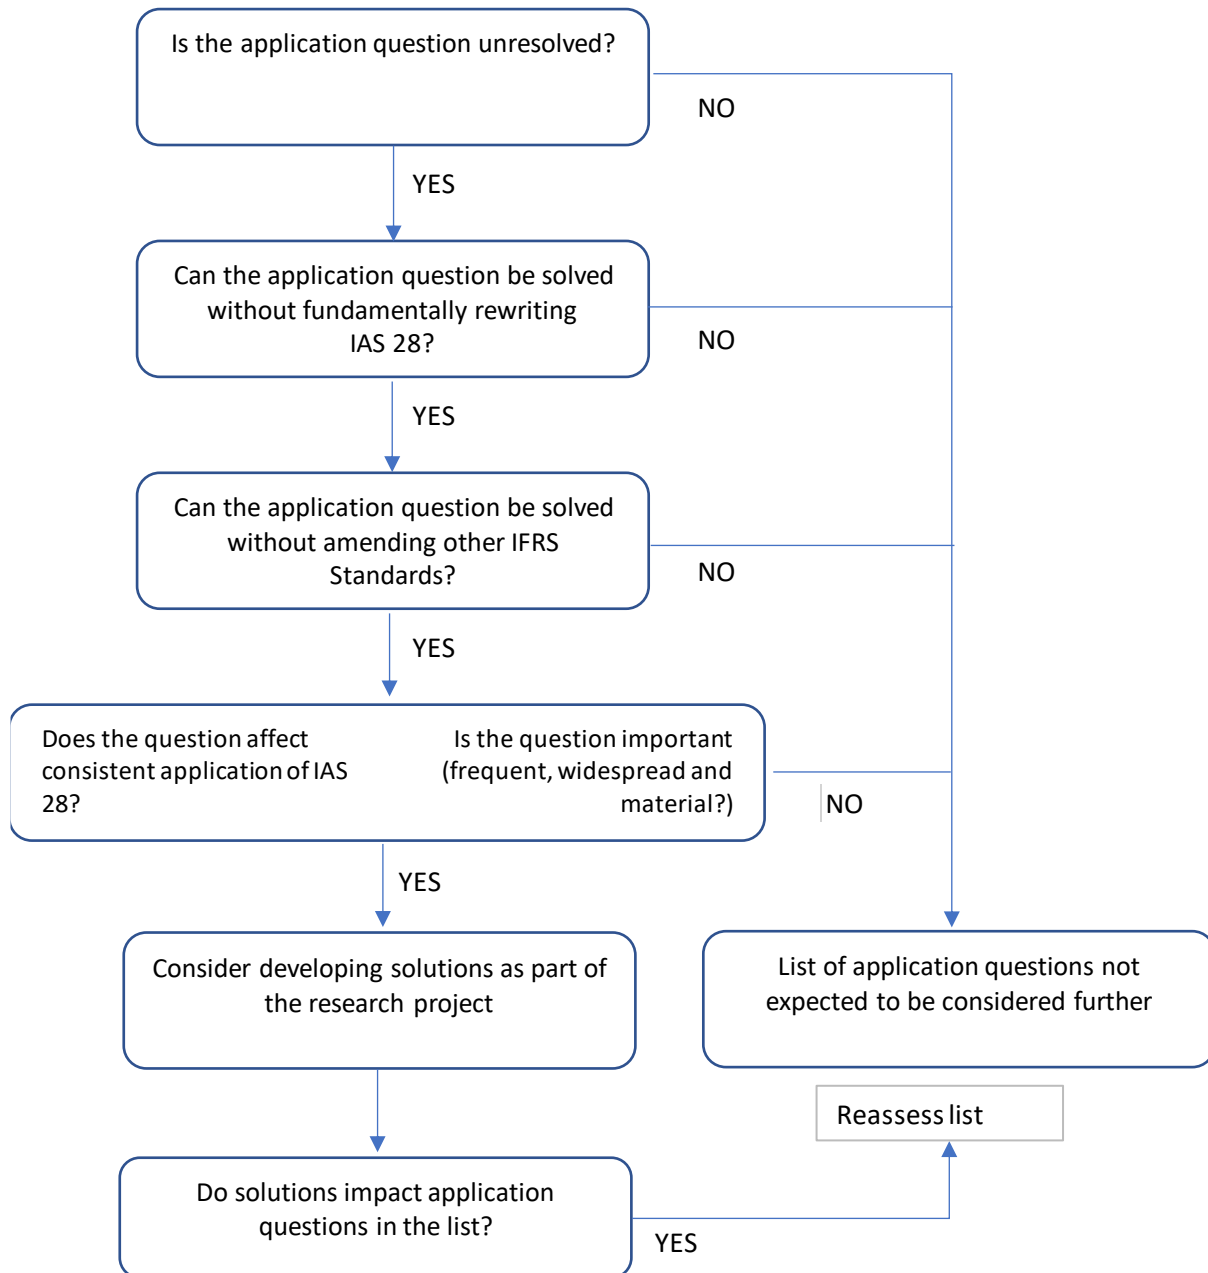 Is the application question unresolved?
NO
YES
Can the application question be solved
without fundamentally rewriting
IAS 28?
NO
YES
Can the application question be solved
without amending other IFRS
Standards?
NO
YES
Does the question affect
consistent application of IAS
28?
Is the question important
(frequent, widespread and
material?)
NO
YES
Consider developing solutions as part of
the research project
List of application questions not
expected to be considered further
Reassess list
Do solutions impact application
questions in the list?
YES